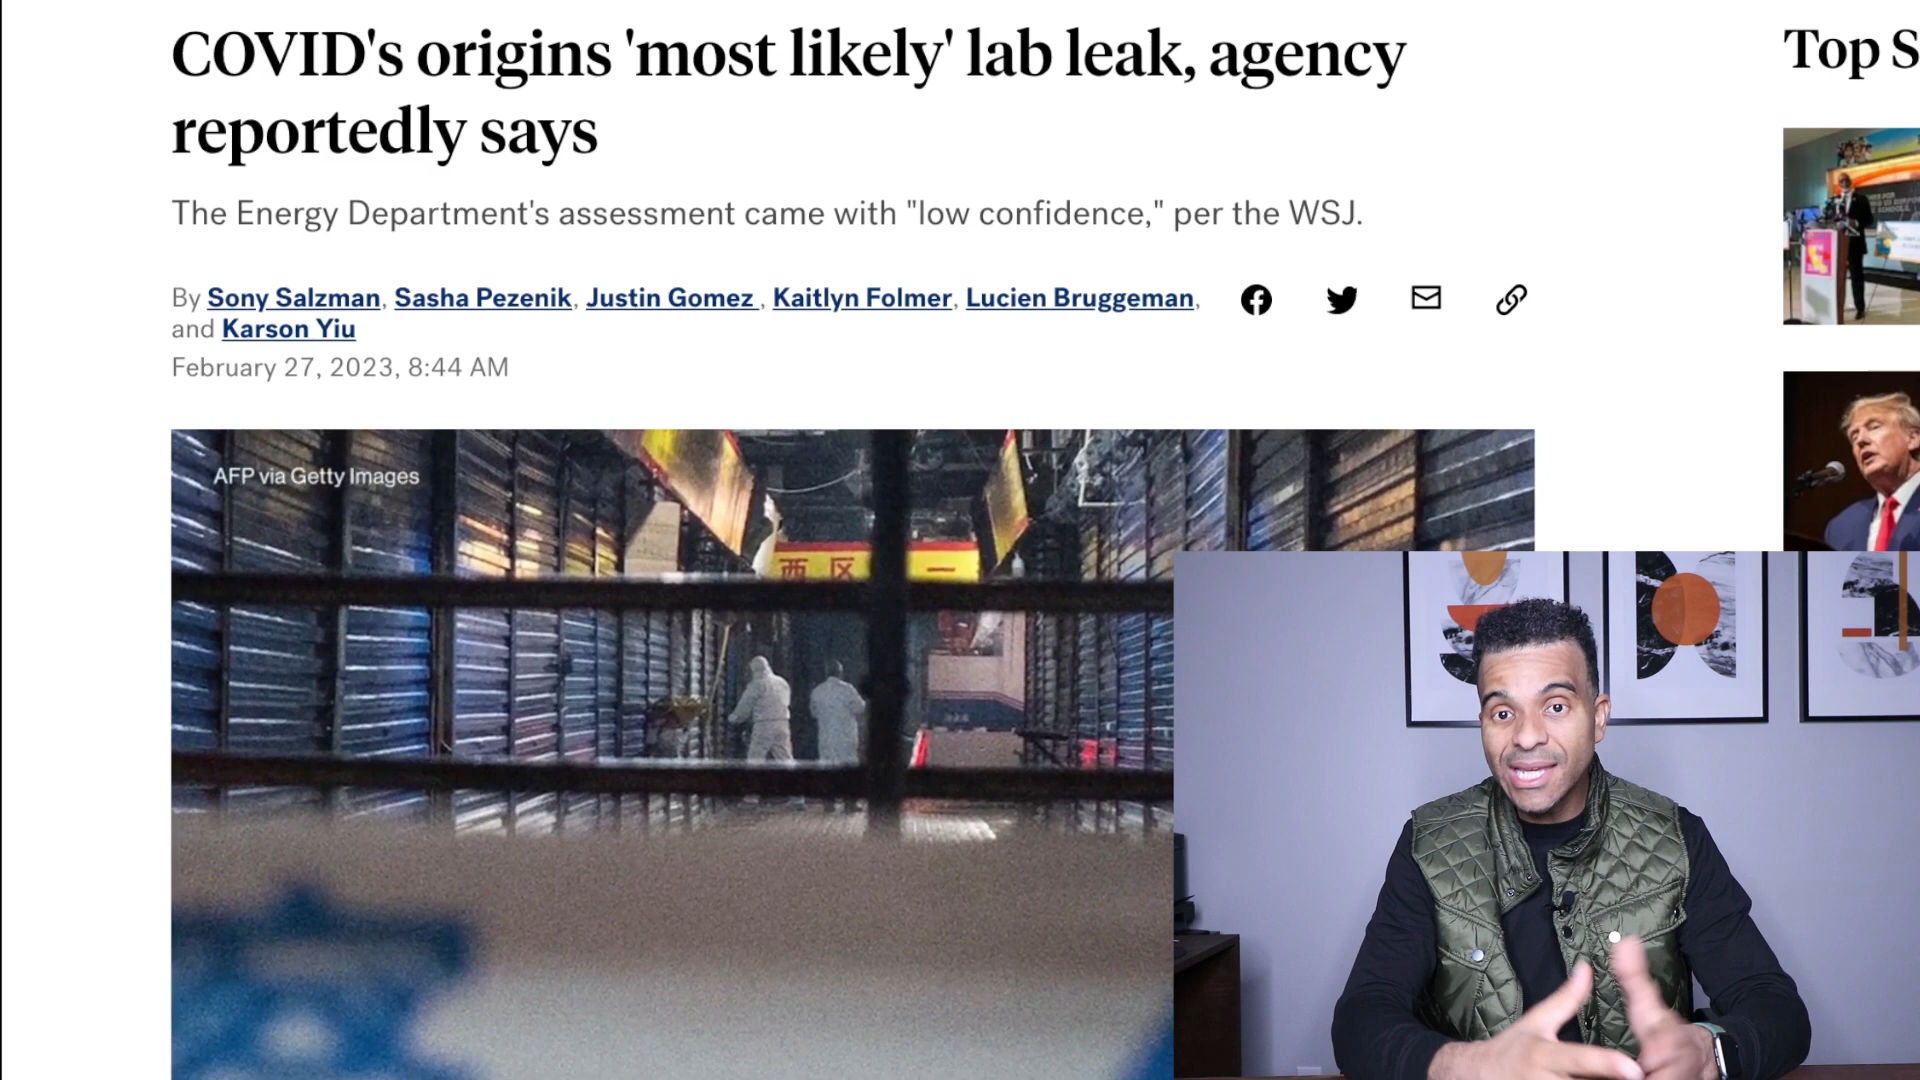 COVID's origins 'most likely' lab leak, agency
reportedly says
The Energy Department's assessment came with "low confidence," per the WSJ.
By Sony Salzman, Sasha Pezenik, Justin Gomez, Kaitlyn Folmer, Lucien Bruggeman,
and Karson Yiu
February 27, 2023, 8:44 AM
AFP via Getty Images
西区 一
Top S